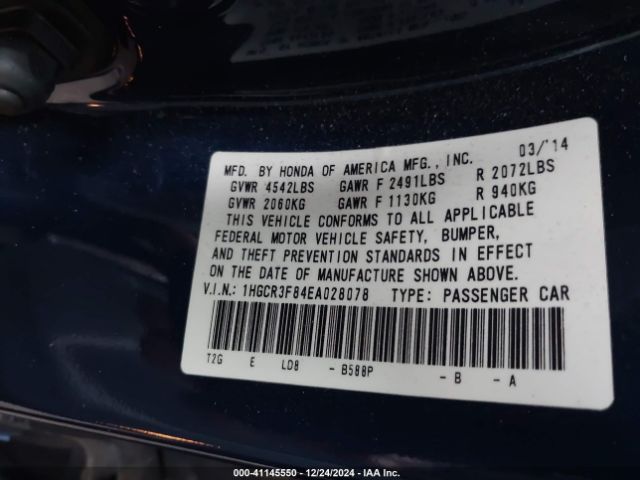 MFD. BY HONDA OF AMERICA MFG., INC. 03/'14
GVWR 4542LBS GAWR F 2491LBS R 2072LBS
GVWR 2060KG GAWR F 1130KG R 940KG
THIS VEHICLE CONFORMS TO ALL APPLICABLE
FEDERAL MOTOR VEHICLE SAFETY, BUMPER,
AND THEFT PREVENTION STANDARDS IN EFFECT
ON THE DATE OF MANUFACTURE SHOWN ABOVE.
V.I.N.: 1HGCR3F84EA028078 TYPE: PASSENGER CAR
T2G E LD8 - B588P - B - A
000-41145550 - 12/24/2024 - IAA Inc.